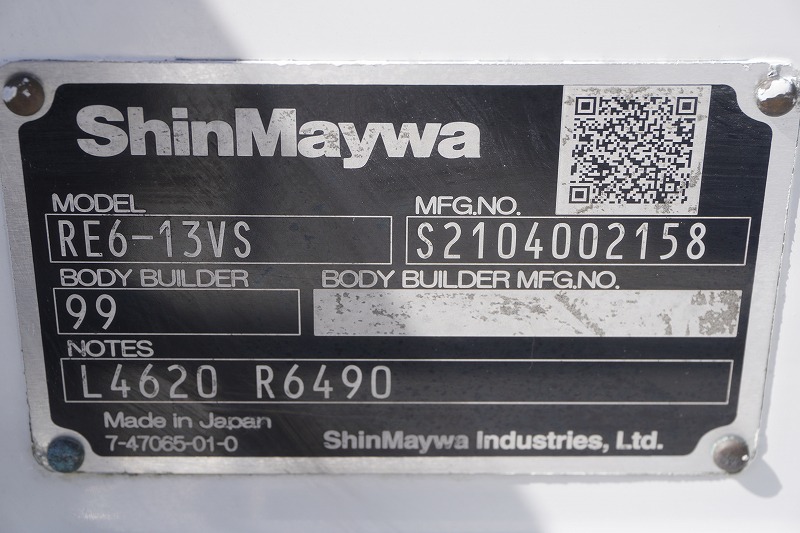 ShinMaywa
MODEL
RE6-13VS
MFG.NO.
S2104002158
BODY BUILDER
99
BODY BUILDER MFG.NO.
NOTES
L4620 R6490
Made in Japan
7-47065-01-0
ShinMaywa Industries, Ltd.